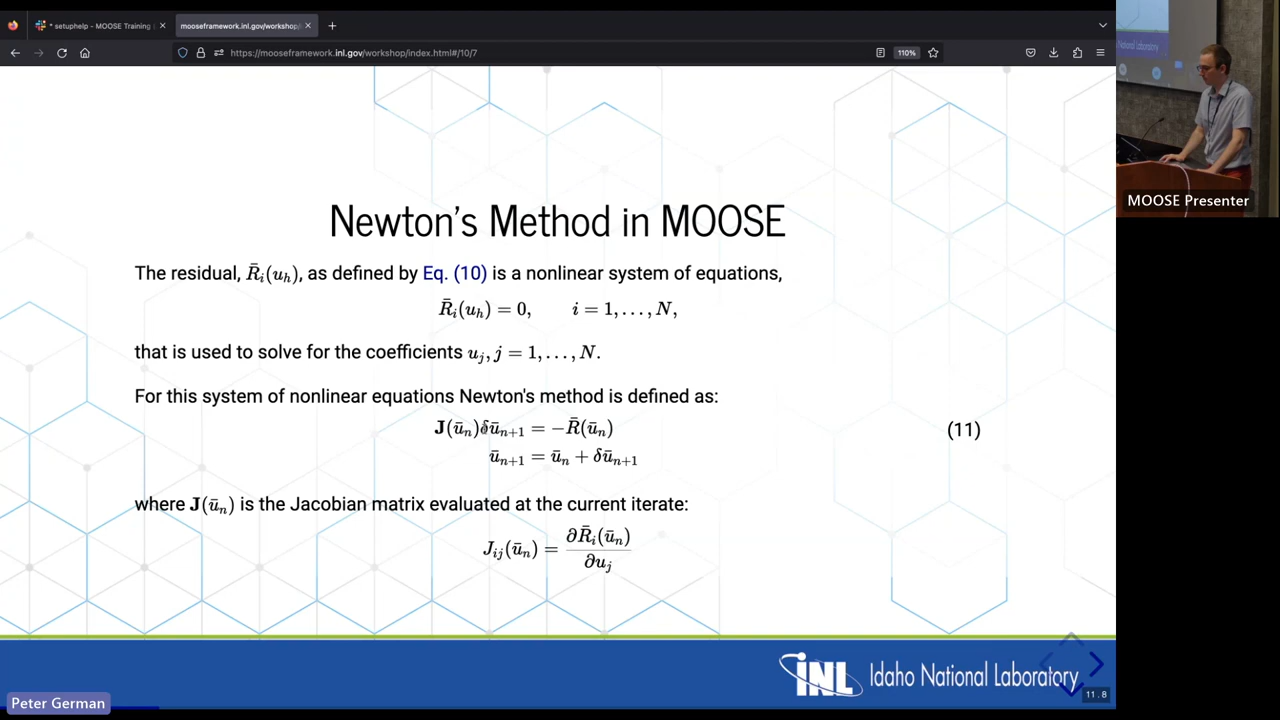 * setuphelp – MOOSE Training
mooseframework.inl.gov/workshop/
https://mooseframework.inl.gov/workshop/index.html#/10/7
110%
National Laboratory
MOOSE Presenter
Newton's Method in MOOSE
The residual, R̄ᵢ(uₕ), as defined by Eq. (10) is a nonlinear system of equations,
R̄ᵢ(uₕ) = 0, i = 1, …, N,
that is used to solve for the coefficients uⱼ, j = 1, …, N.
For this system of nonlinear equations Newton's method is defined as:
J(ūₙ)δūₙ₊₁ = −R̄(ūₙ)
(11)
ūₙ₊₁ = ūₙ + δūₙ₊₁
where J(ūₙ) is the Jacobian matrix evaluated at the current iterate:
Jᵢⱼ(ūₙ) = ∂R̄ᵢ(ūₙ) / ∂uⱼ
INL Idaho National Laboratory
11.8
Peter German